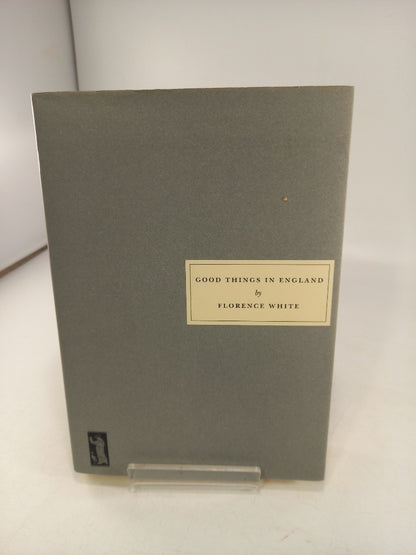 GOOD THINGS IN ENGLAND
by
FLORENCE WHITE